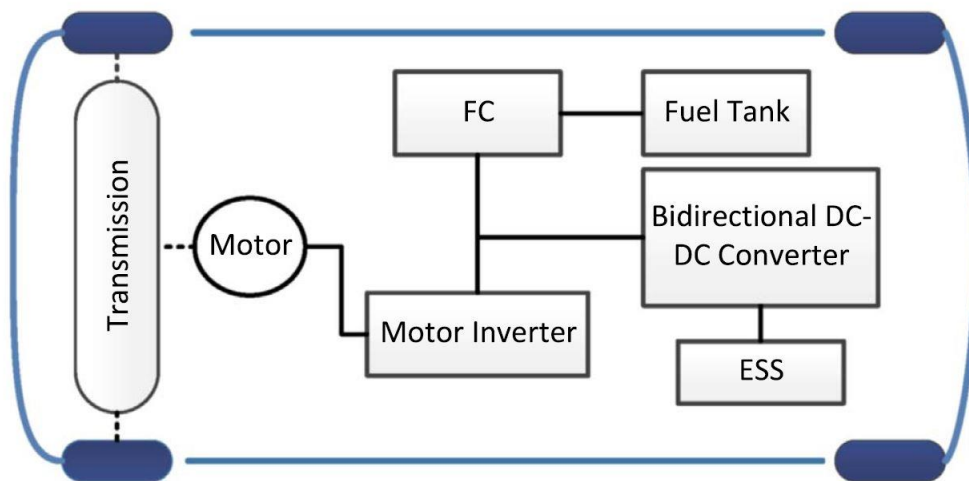 FC
Fuel Tank
Transmission
Motor
Bidirectional DC-
DC Converter
Motor Inverter
ESS